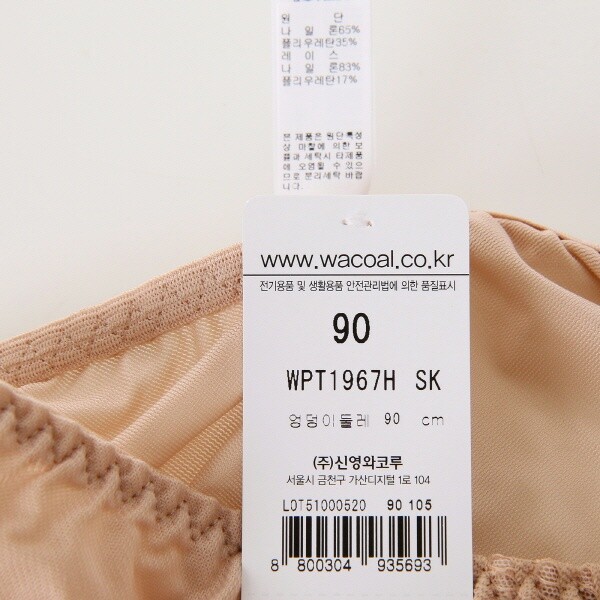 원 단
나 일 론65%
폴리우레탄35%
레 이 스
나 일 론83%
폴리우레탄17%
본 제품은 원단특성
상 마찰에 의한 보
풀과 세탁시 타제품
에 오염될 수 있으
므로 분리세탁 바랍
니다.
www.wacoal.co.kr
전기용품 및 생활용품 안전관리법에 의한 품질표시
90
WPT1967H SK
엉덩이둘레 90 cm
(주)신영와코루
서울시 금천구 가산디지털 1로 104
LOT51000520 90 105
8 800304 935693